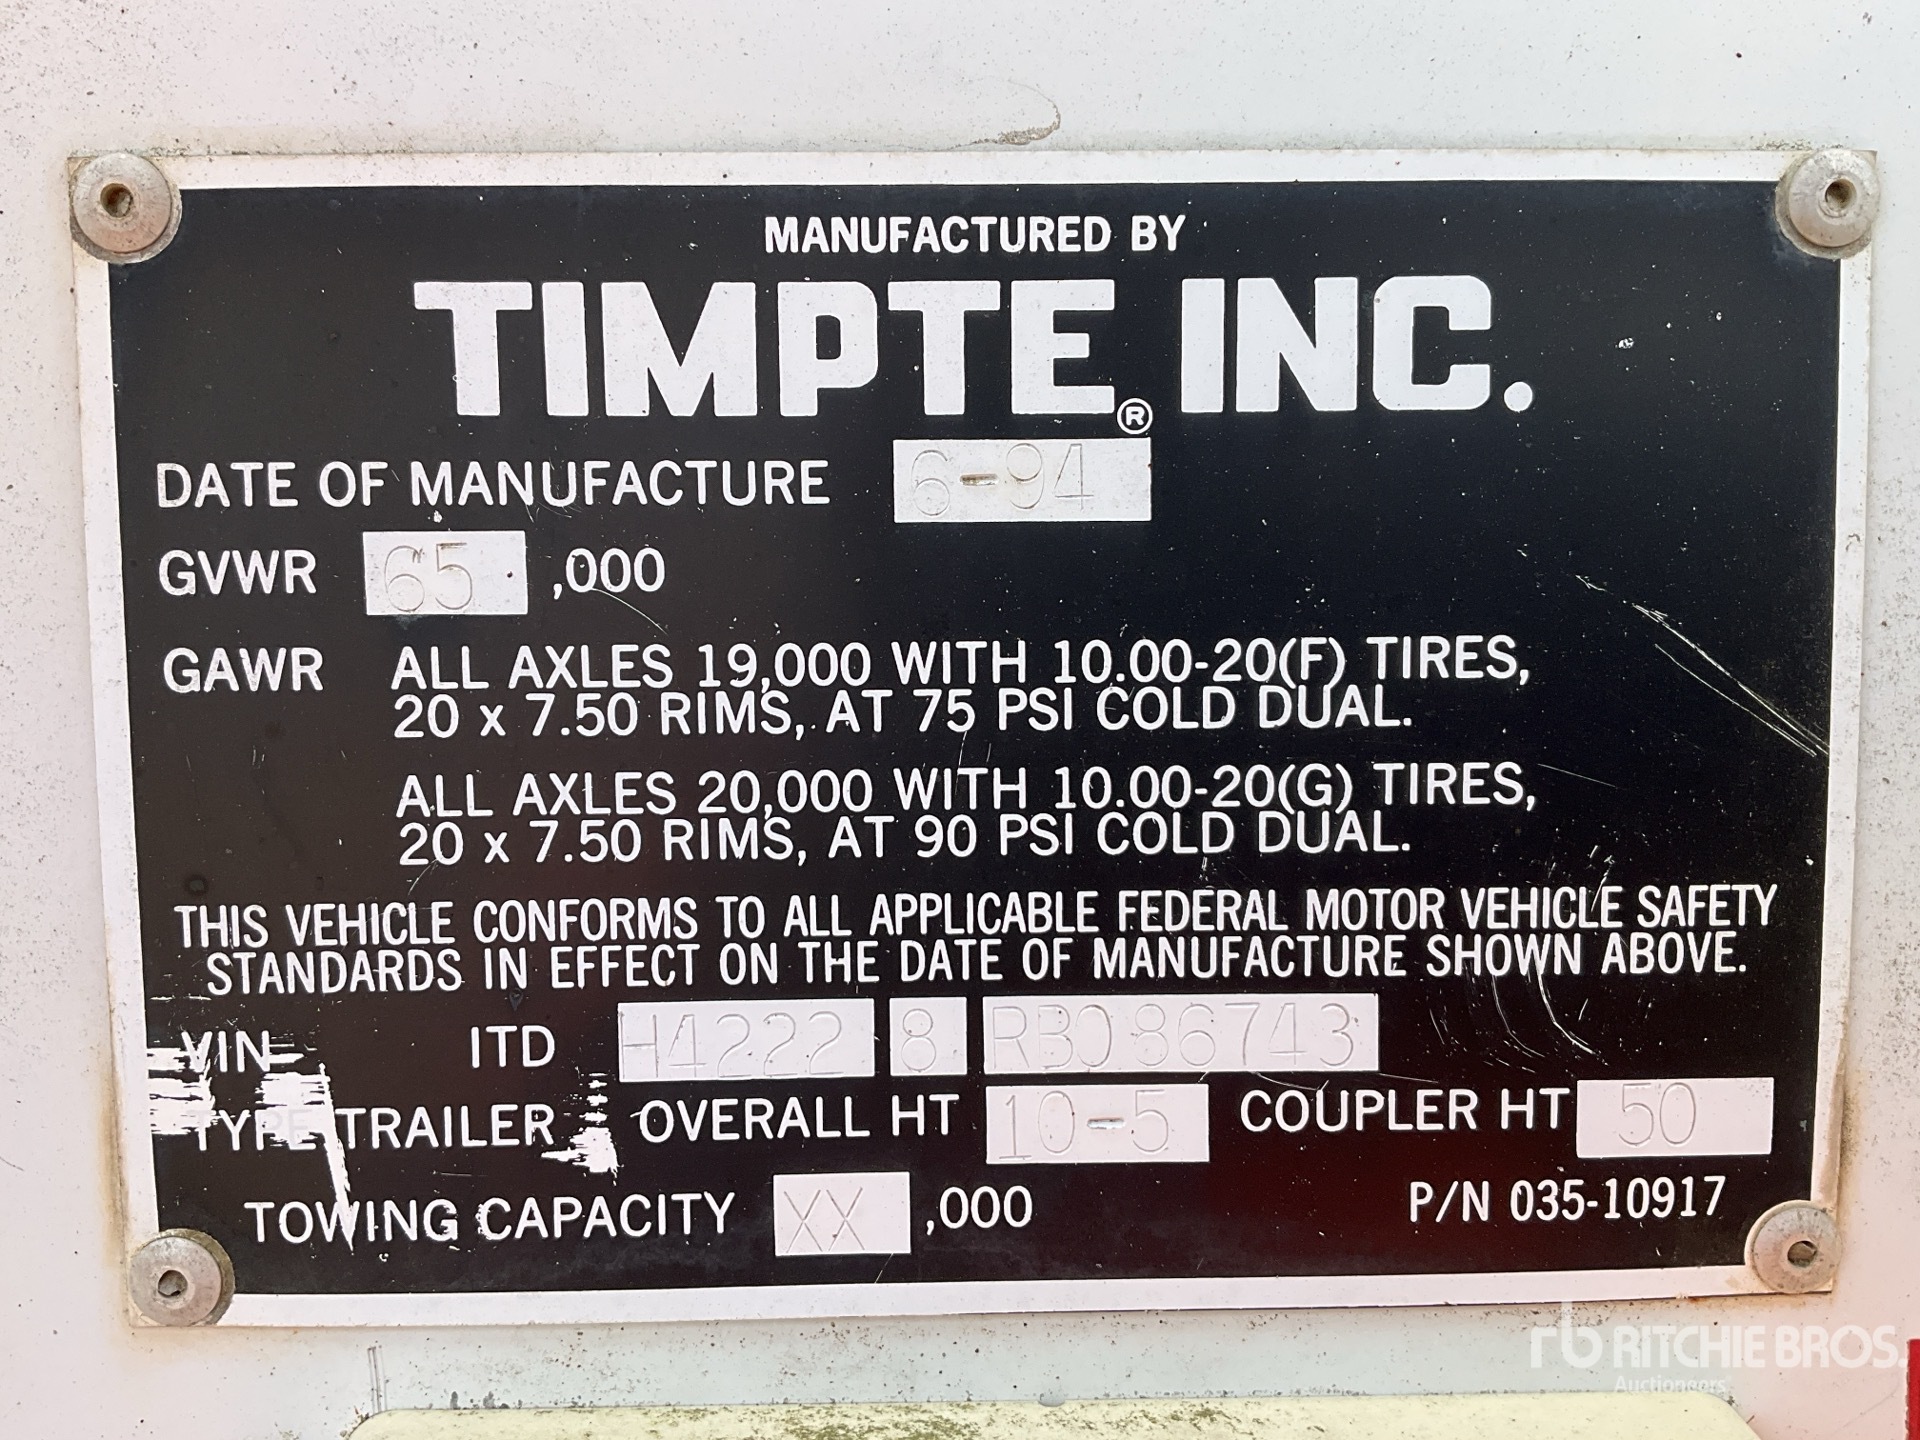 MANUFACTURED BY
TIMPTE® INC.
DATE OF MANUFACTURE 6-94
GVWR 65 ,000
GAWR ALL AXLES 19,000 WITH 10.00-20(F) TIRES,
20 x 7.50 RIMS, AT 75 PSI COLD DUAL.
ALL AXLES 20,000 WITH 10.00-20(G) TIRES,
20 x 7.50 RIMS, AT 90 PSI COLD DUAL.
THIS VEHICLE CONFORMS TO ALL APPLICABLE FEDERAL MOTOR VEHICLE SAFETY
STANDARDS IN EFFECT ON THE DATE OF MANUFACTURE SHOWN ABOVE.
VIN 1TD H4222 8 RB086743
TYPE TRAILER OVERALL HT 10-5 COUPLER HT 50
TOWING CAPACITY XX ,000 P/N 035-10917
rb RITCHIE BROS.
Auctioneers